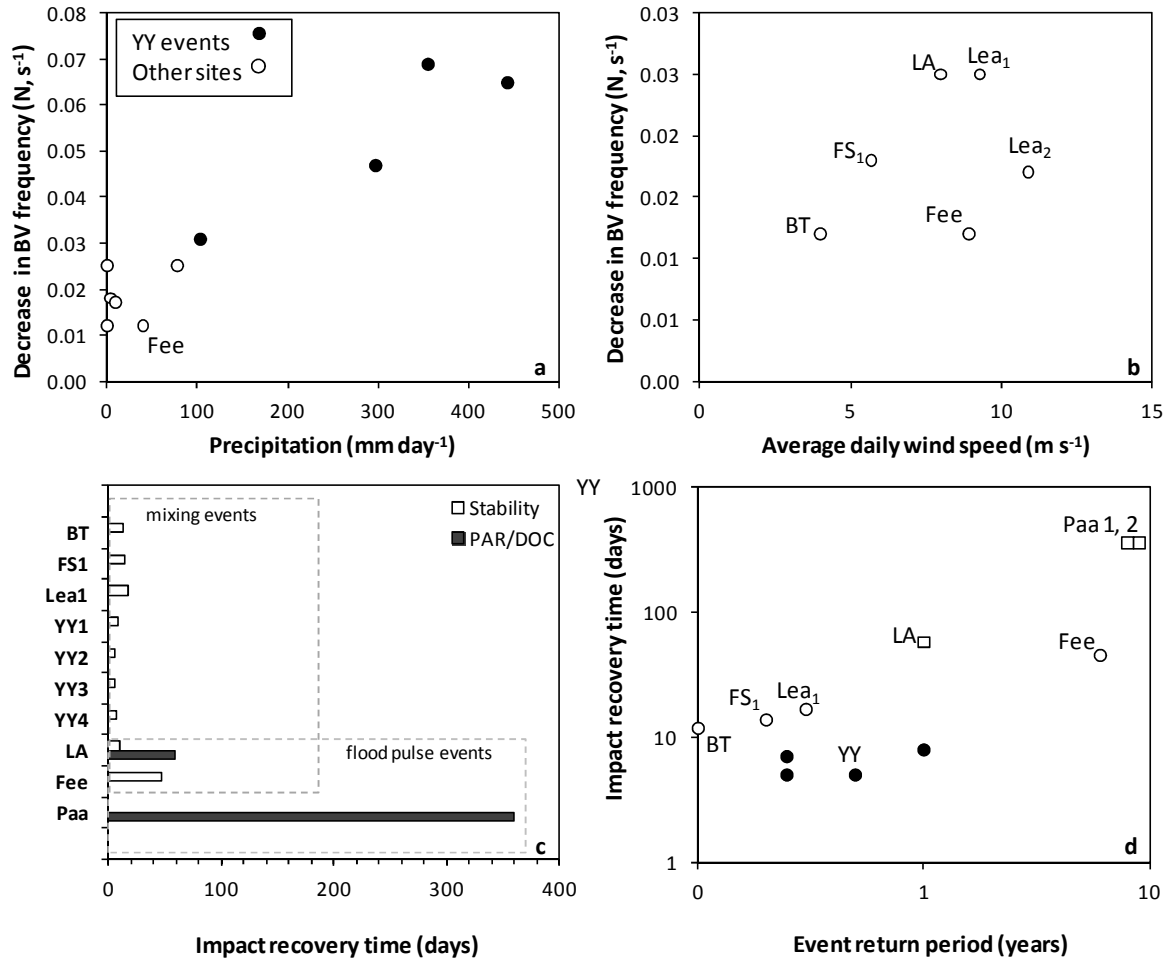 Decrease in BV frequency (N, s-1)
0.08
0.07
0.06
0.05
0.04
0.03
0.02
0.01
0.00
YY events
Other sites
Fee
a
0
100
200
300
400
500
Precipitation (mm day-1)
Decrease in BV frequency (N, s-1)
0.03
0.03
0.02
0.02
0.01
0.01
0.00
LA
Lea1
FS1
Lea2
BT
Fee
b
0
5
10
15
Average daily wind speed (m s-1)
BT
FS1
Lea1
YY1
YY2
YY3
YY4
LA
Fee
Paa
mixing events
Stability
PAR/DOC
flood pulse events
c
0
100
200
300
400
Impact recovery time (days)
YY
Impact recovery time (days)
1000
100
10
1
Paa 1, 2
LA
Fee
FS1
Lea1
BT
YY
d
0
1
10
Event return period (years)